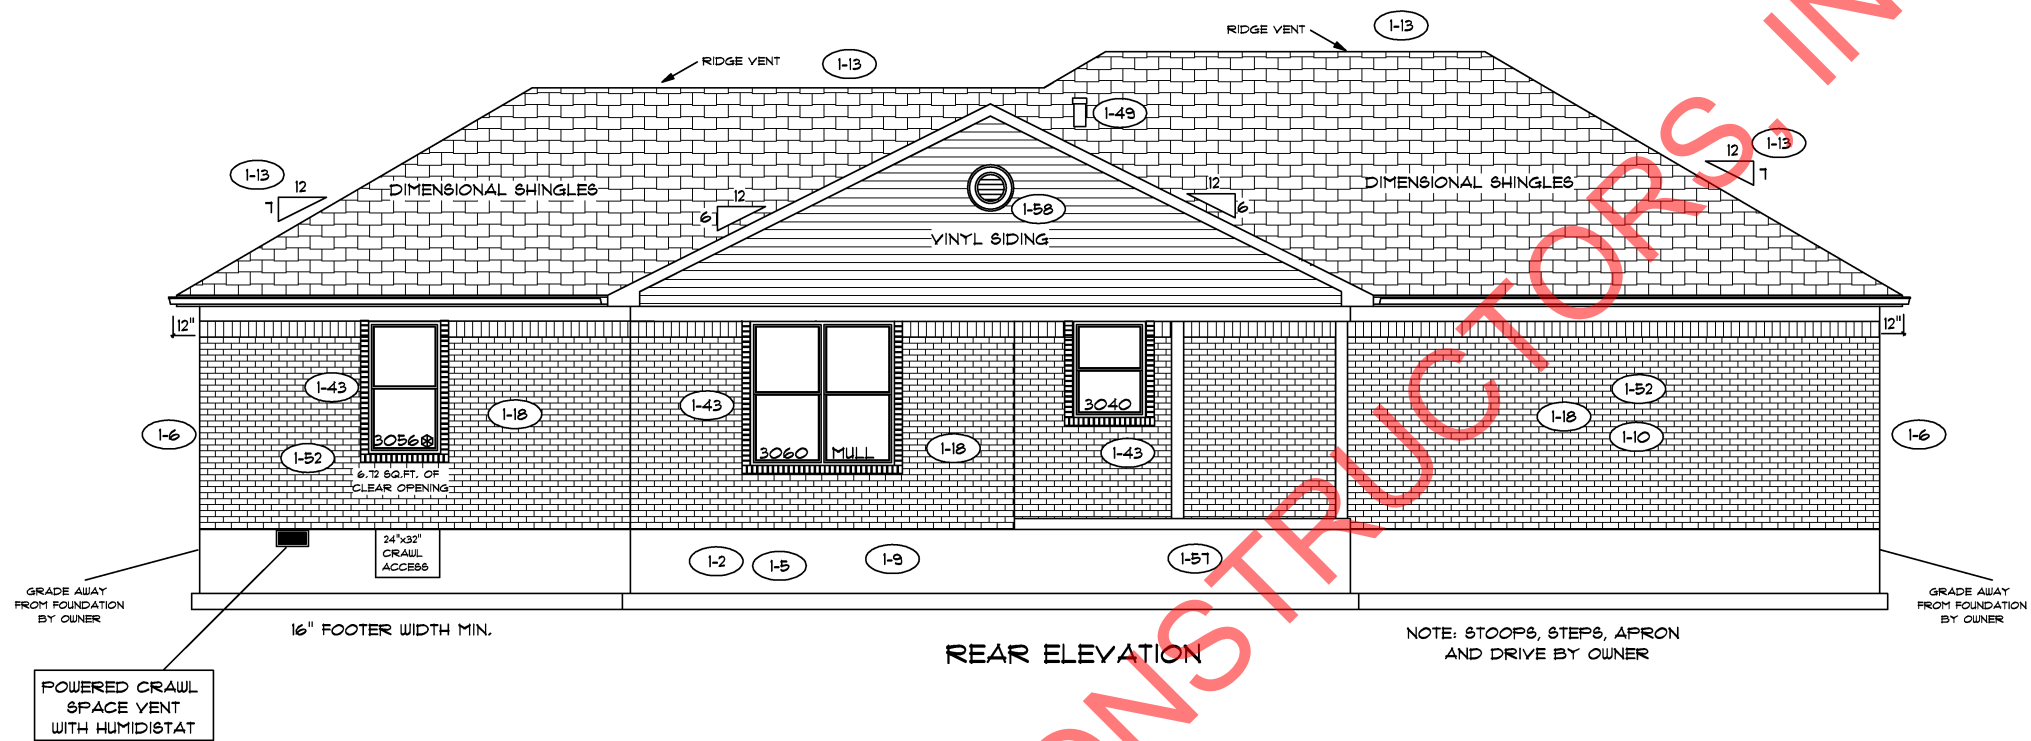 RIDGE VENT
1-13
RIDGE VENT
1-13
1-49
1-13
12
7
DIMENSIONAL SHINGLES
12
6
1-58
VINYL SIDING
12
6
DIMENSIONAL SHINGLES
12
7
1-13
12"
12"
1-43
1-18
1-6
1-52
3056
6.72 SQ.FT. OF
CLEAR OPENING
1-43
3060
MULL
1-18
3040
1-43
1-52
1-18
1-10
1-6
24"x32"
CRAWL
ACCESS
1-2
1-5
1-9
1-57
GRADE AWAY
FROM FOUNDATION
BY OWNER
GRADE AWAY
FROM FOUNDATION
BY OWNER
16" FOOTER WIDTH MIN.
REAR ELEVATION
NOTE: STOOPS, STEPS, APRON
AND DRIVE BY OWNER
POWERED CRAWL
SPACE VENT
WITH HUMIDISTAT
ONSTRUCTORS, IN